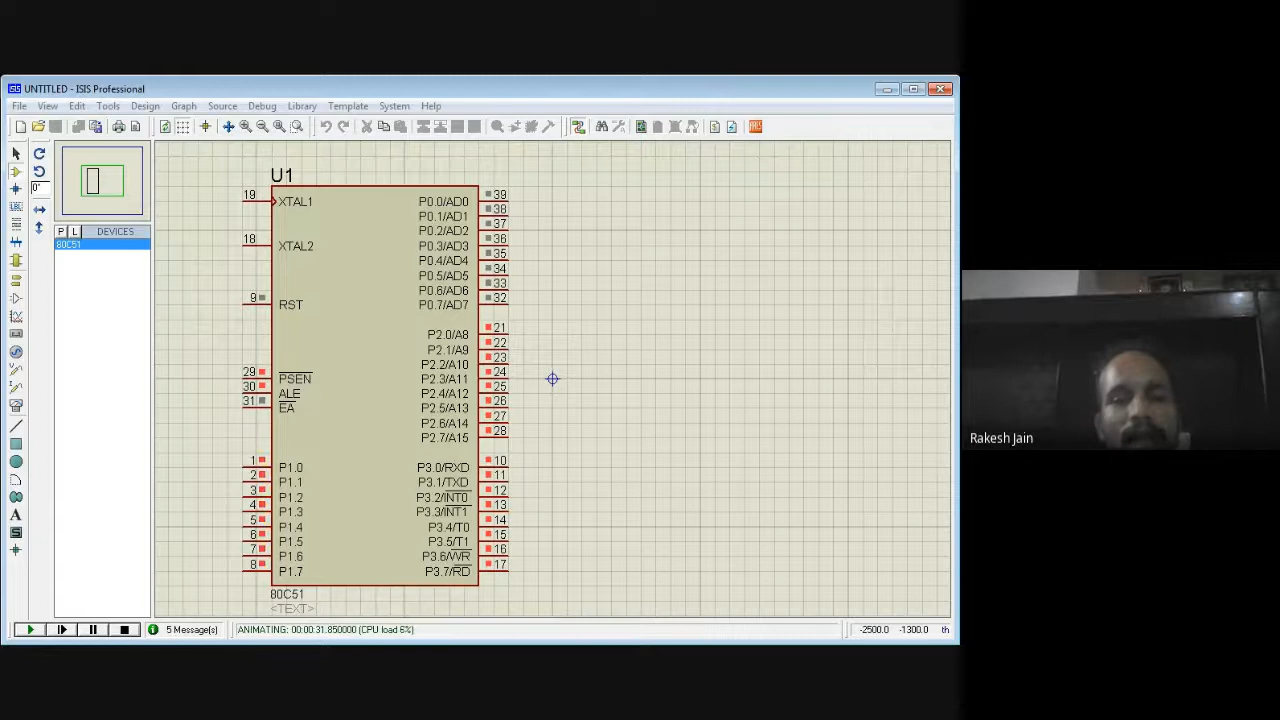 UNTITLED - ISIS Professional
File View Edit Tools Design Graph Source Debug Library Template System Help
0°
P L DEVICES
80C51
U1
19 XTAL1 P0.0/AD0 39
P0.1/AD1 38
P0.2/AD2 37
18 XTAL2 P0.3/AD3 36
P0.4/AD4 35
P0.5/AD5 34
P0.6/AD6 33
9 RST P0.7/AD7 32
P2.0/A8 21
P2.1/A9 22
P2.2/A10 23
29 PSEN P2.3/A11 24
30 ALE P2.4/A12 25
31 EA P2.5/A13 26
P2.6/A14 27
P2.7/A15 28
1 P1.0 P3.0/RXD 10
2 P1.1 P3.1/TXD 11
3 P1.2 P3.2/INT0 12
4 P1.3 P3.3/INT1 13
5 P1.4 P3.4/T0 14
6 P1.5 P3.5/T1 15
7 P1.6 P3.6/WR 16
8 P1.7 P3.7/RD 17
80C51
<TEXT>
5 Message(s) ANIMATING: 00:00:31.850000 (CPU load 6%) -2500.0 -1300.0 th
Rakesh Jain